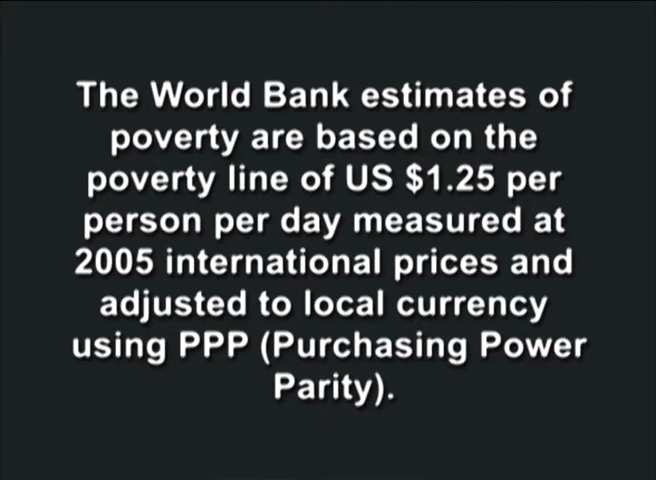 The World Bank estimates of
poverty are based on the
poverty line of US $1.25 per
person per day measured at
2005 international prices and
adjusted to local currency
using PPP (Purchasing Power
Parity).